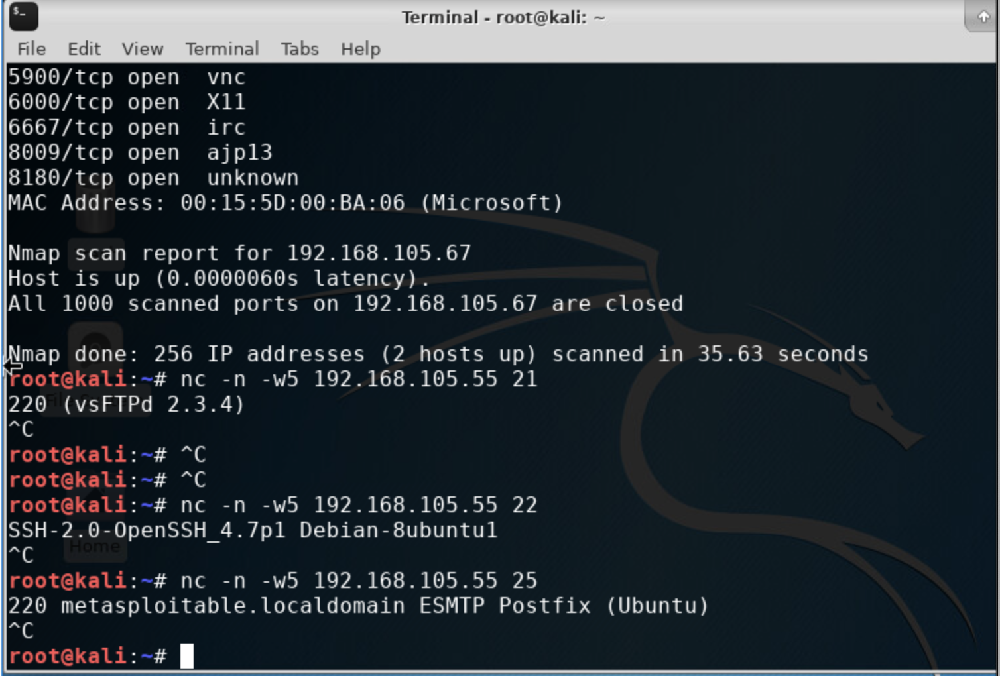 Terminal - root@kali: ~
File Edit View Terminal Tabs Help
5900/tcp open  vnc
6000/tcp open  X11
6667/tcp open  irc
8009/tcp open  ajp13
8180/tcp open  unknown
MAC Address: 00:15:5D:00:BA:06 (Microsoft)
Nmap scan report for 192.168.105.67
Host is up (0.0000060s latency).
All 1000 scanned ports on 192.168.105.67 are closed
Nmap done: 256 IP addresses (2 hosts up) scanned in 35.63 seconds
root@kali:~# nc -n -w5 192.168.105.55 21
220 (vsFTPd 2.3.4)
^C
root@kali:~# ^C
root@kali:~# ^C
root@kali:~# nc -n -w5 192.168.105.55 22
SSH-2.0-OpenSSH_4.7p1 Debian-8ubuntu1
^C
Home
root@kali:~# nc -n -w5 192.168.105.55 25
220 metasploitable.localdomain ESMTP Postfix (Ubuntu)
^C
root@kali:~#